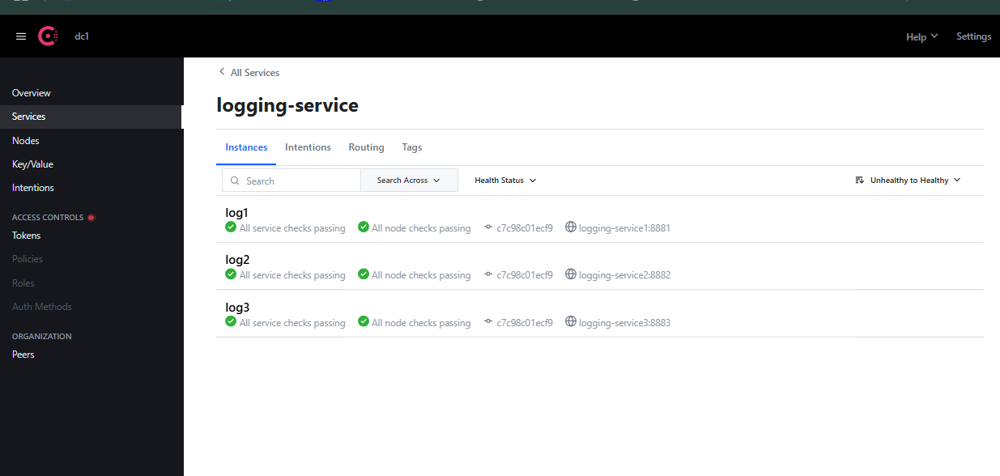 dc1
Help
Settings
Overview
Services
Nodes
Key/Value
Intentions
ACCESS CONTROLS
Tokens
Policies
Roles
Auth Methods
ORGANIZATION
Peers
All Services
logging-service
Instances Intentions Routing Tags
Search Search Across Health Status Unhealthy to Healthy
log1
All service checks passing All node checks passing c7c98c01ecf9 logging-service1:8881
log2
All service checks passing All node checks passing c7c98c01ecf9 logging-service2:8882
log3
All service checks passing All node checks passing c7c98c01ecf9 logging-service3:8883